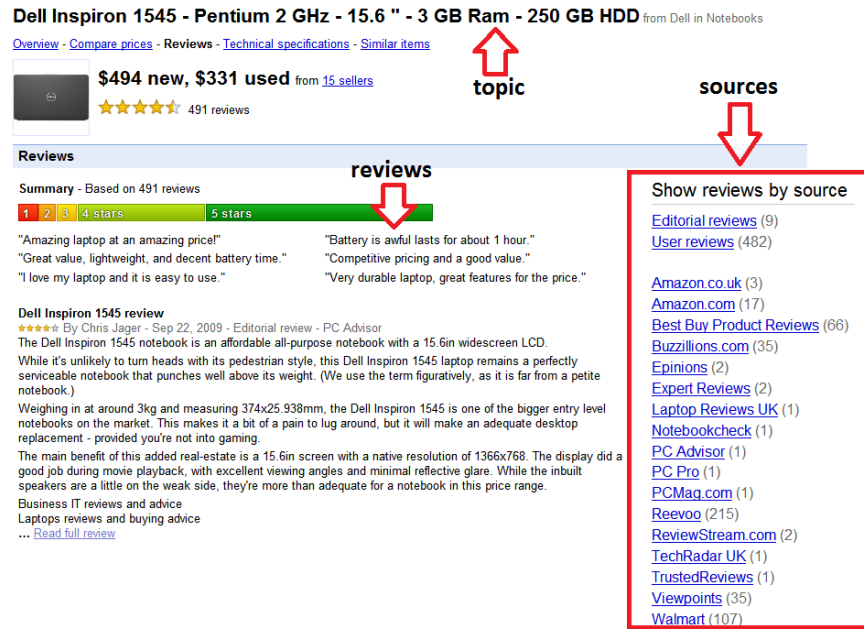 Dell Inspiron 1545 - Pentium 2 GHz - 15.6 " - 3 GB Ram - 250 GB HDD from Dell in Notebooks
Overview - Compare prices - Reviews - Technical specifications - Similar items
topic
sources
$494 new, $331 used from 15 sellers
491 reviews
Reviews
reviews
Summary - Based on 491 reviews
1 2 3 4 stars 5 stars
"Amazing laptop at an amazing price!"
"Great value, lightweight, and decent battery time."
"I love my laptop and it is easy to use."
"Battery is awful lasts for about 1 hour."
"Competitive pricing and a good value."
"Very durable laptop, great features for the price."
Dell Inspiron 1545 review
By Chris Jager - Sep 22, 2009 - Editorial review - PC Advisor
The Dell Inspiron 1545 notebook is an affordable all-purpose notebook with a 15.6in widescreen LCD.
While it's unlikely to turn heads with its pedestrian style, this Dell Inspiron 1545 laptop remains a perfectly
serviceable notebook that punches well above its weight. (We use the term figuratively, as it is far from a petite
notebook.)
Weighing in at around 3kg and measuring 374x25.938mm, the Dell Inspiron 1545 is one of the bigger entry level
notebooks on the market. This makes it a bit of a pain to lug around, but it will make an adequate desktop
replacement - provided you're not into gaming.
The main benefit of this added real-estate is a 15.6in screen with a native resolution of 1366x768. The display did a
good job during movie playback, with excellent viewing angles and minimal reflective glare. While the inbuilt
speakers are a little on the weak side, they're more than adequate for a notebook in this price range.
Business IT reviews and advice
Laptops reviews and buying advice
... Read full review
Show reviews by source
Editorial reviews (9)
User reviews (482)
Amazon.co.uk (3)
Amazon.com (17)
Best Buy Product Reviews (66)
Buzzillions.com (35)
Epinions (2)
Expert Reviews (2)
Laptop Reviews UK (1)
Notebookcheck (1)
PC Advisor (1)
PC Pro (1)
PCMag.com (1)
Reevoo (215)
ReviewStream.com (2)
TechRadar UK (1)
TrustedReviews (1)
Viewpoints (35)
Walmart (107)